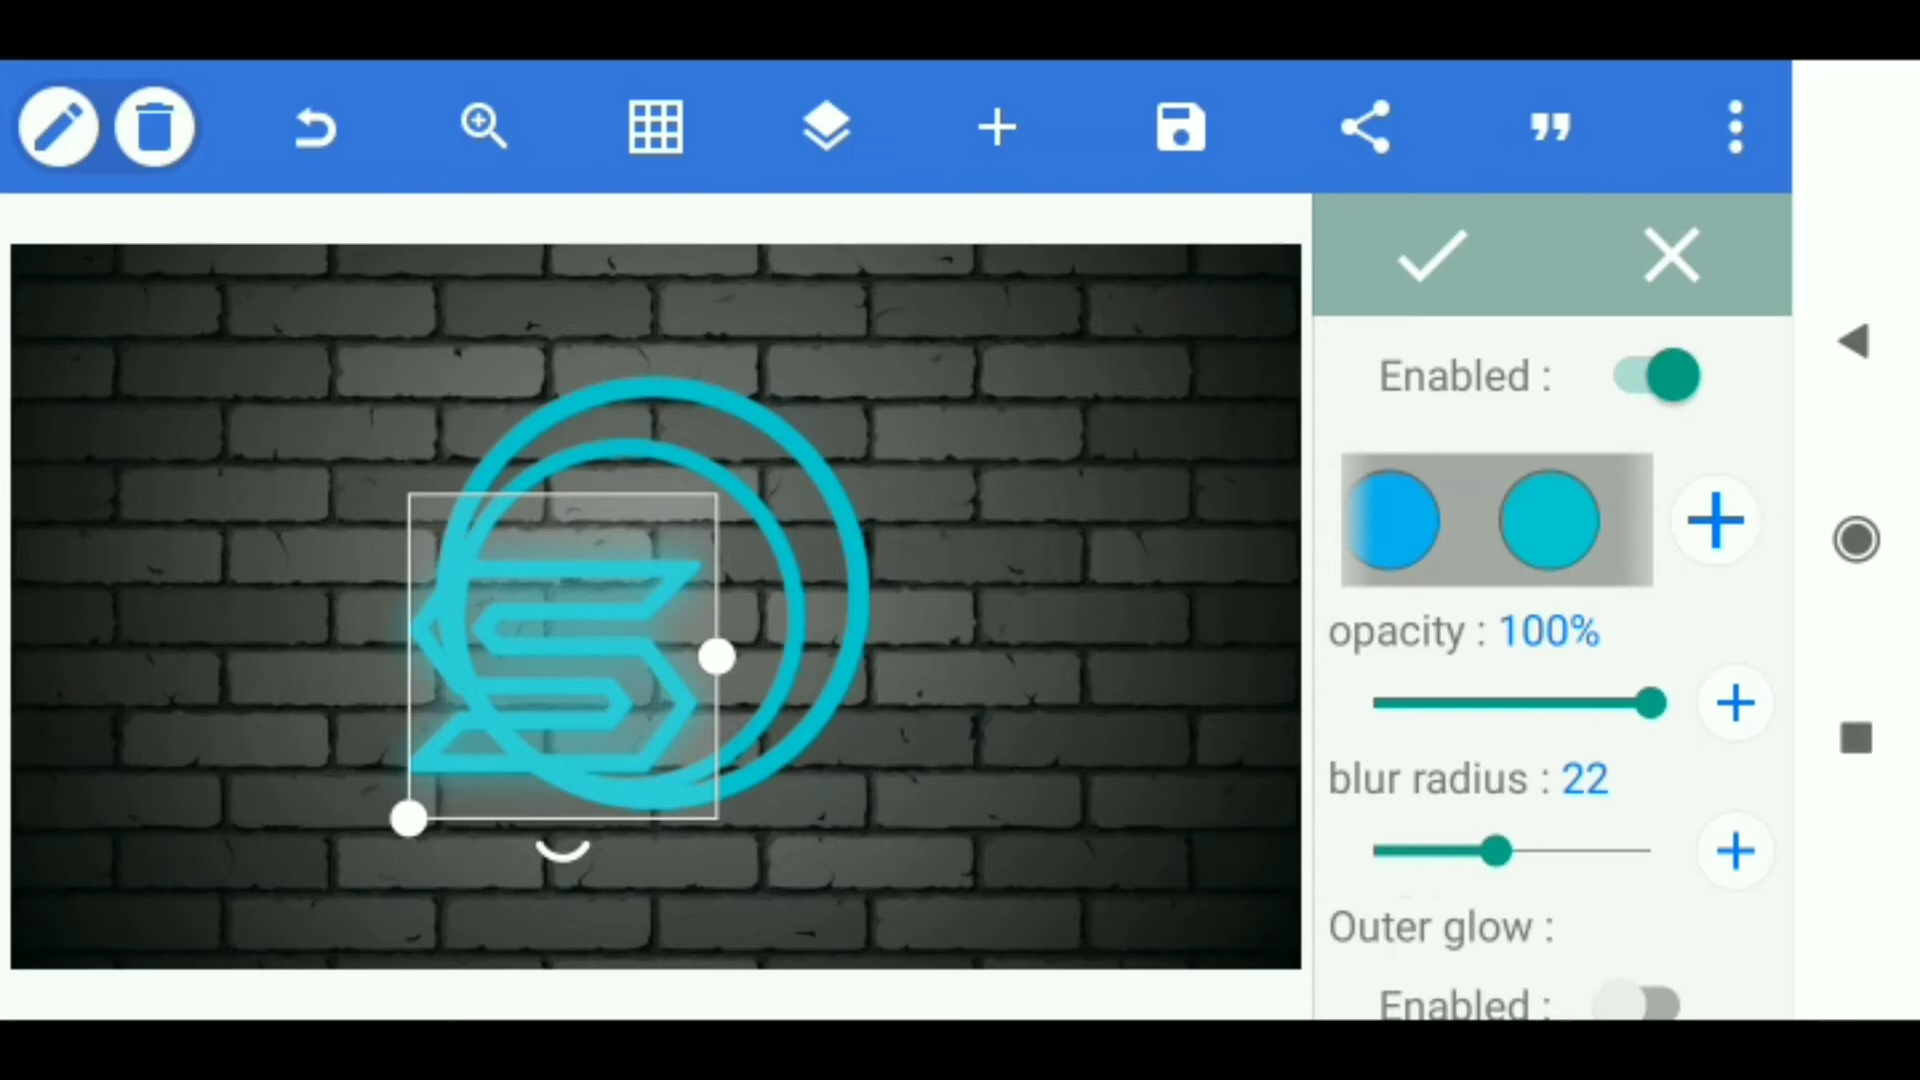 Enabled :
opacity : 100%
blur radius : 22
Outer glow :
Enabled :